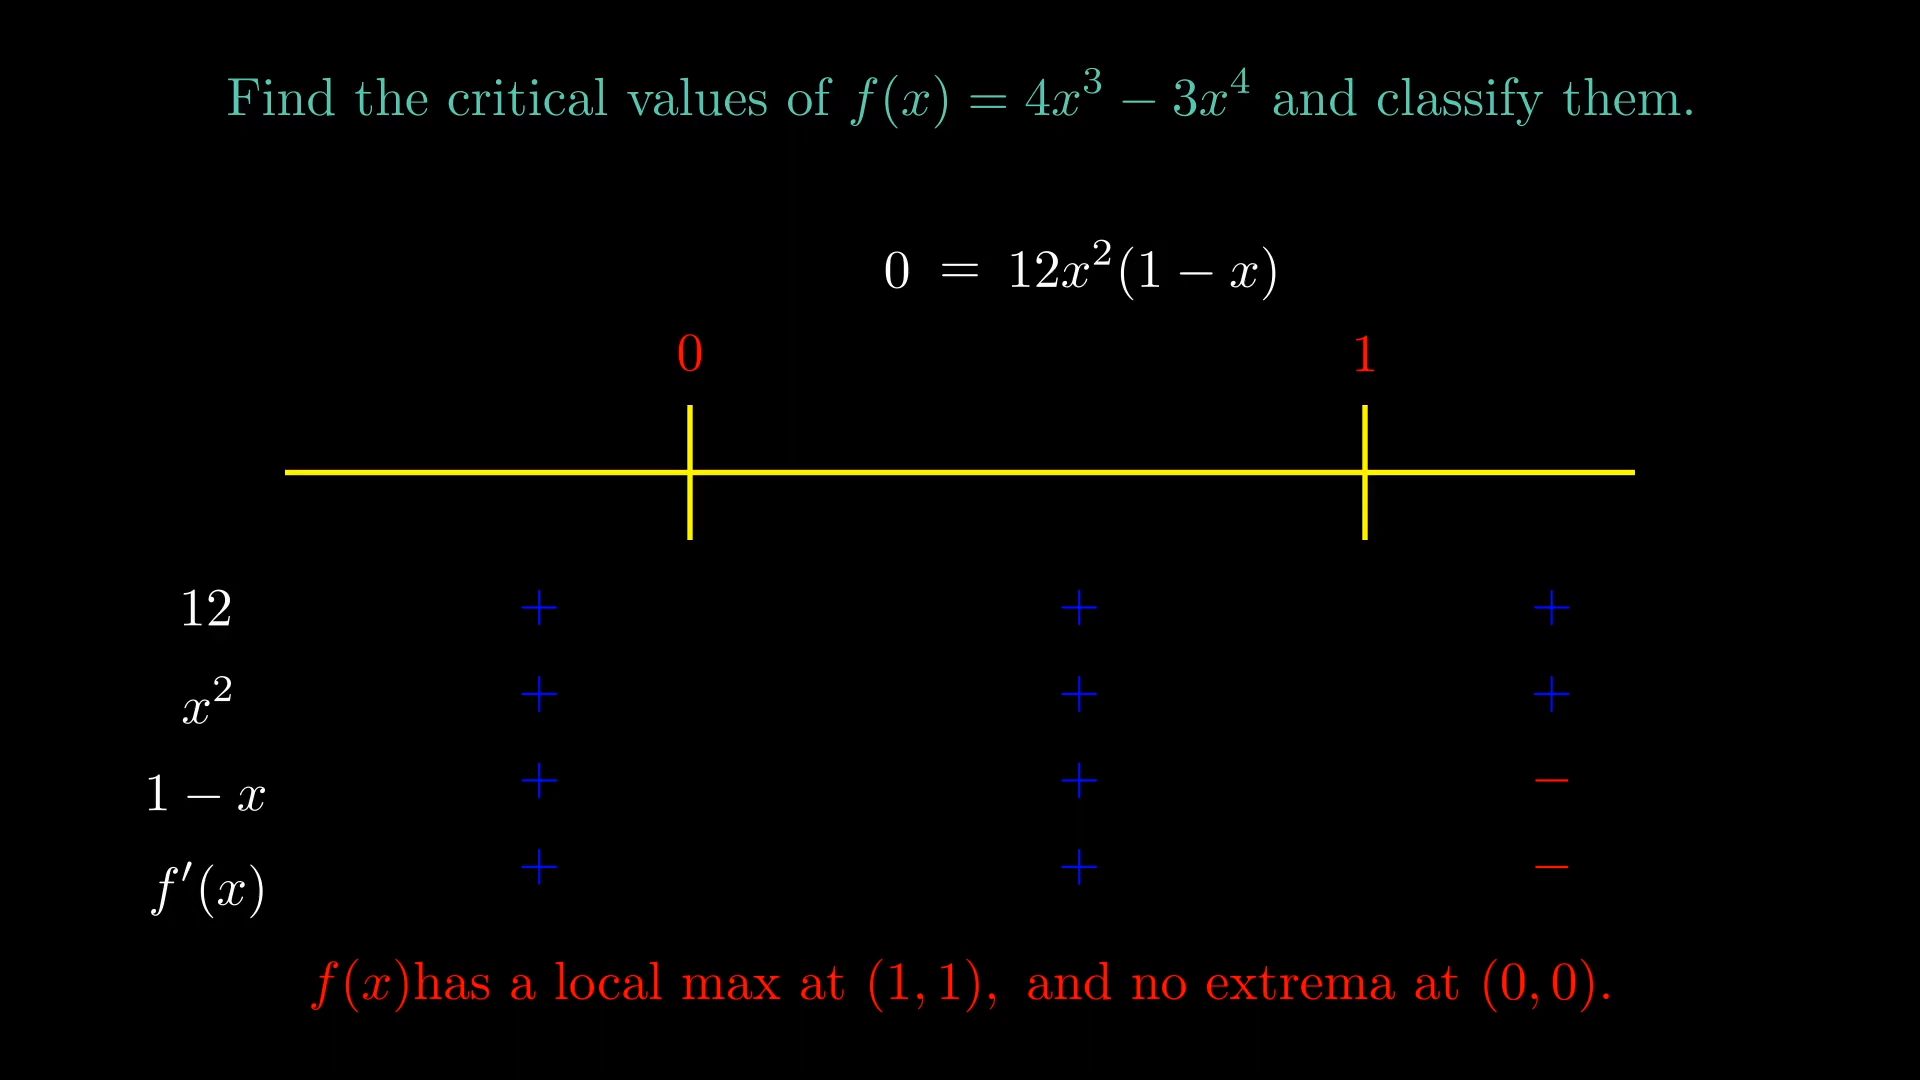 Find the critical values of f(x) = 4x³ − 3x⁴ and classify them.
0 = 12x²(1 − x)
0 1
12 + + +
x² + + +
1 − x + + −
f′(x) + + −
f(x)has a local max at (1, 1), and no extrema at (0, 0).